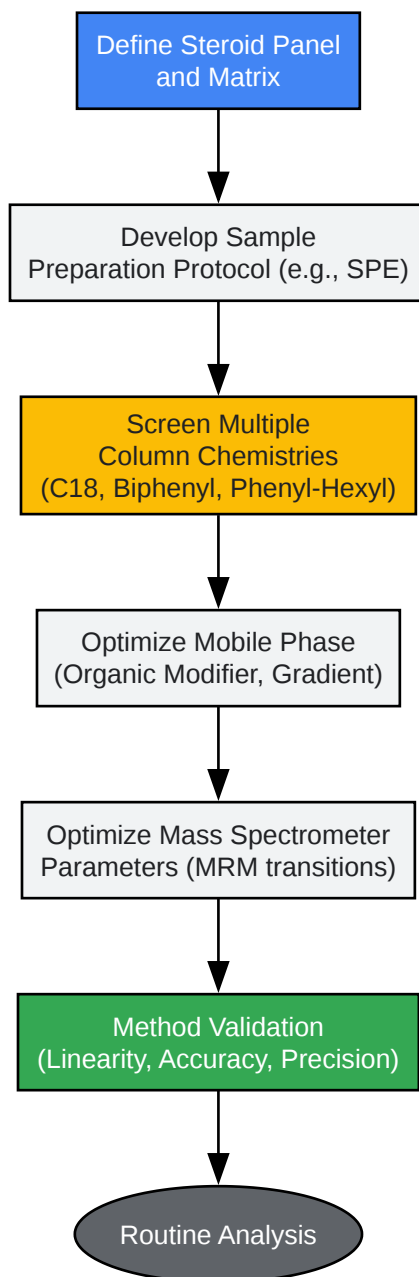 Define Steroid Panel
and Matrix
Develop Sample
Preparation Protocol (e.g., SPE)
Screen Multiple
Column Chemistries
(C18, Biphenyl, Phenyl-Hexyl)
Optimize Mobile Phase
(Organic Modifier, Gradient)
Optimize Mass Spectrometer
Parameters (MRM transitions)
Method Validation
(Linearity, Accuracy, Precision)
Routine Analysis